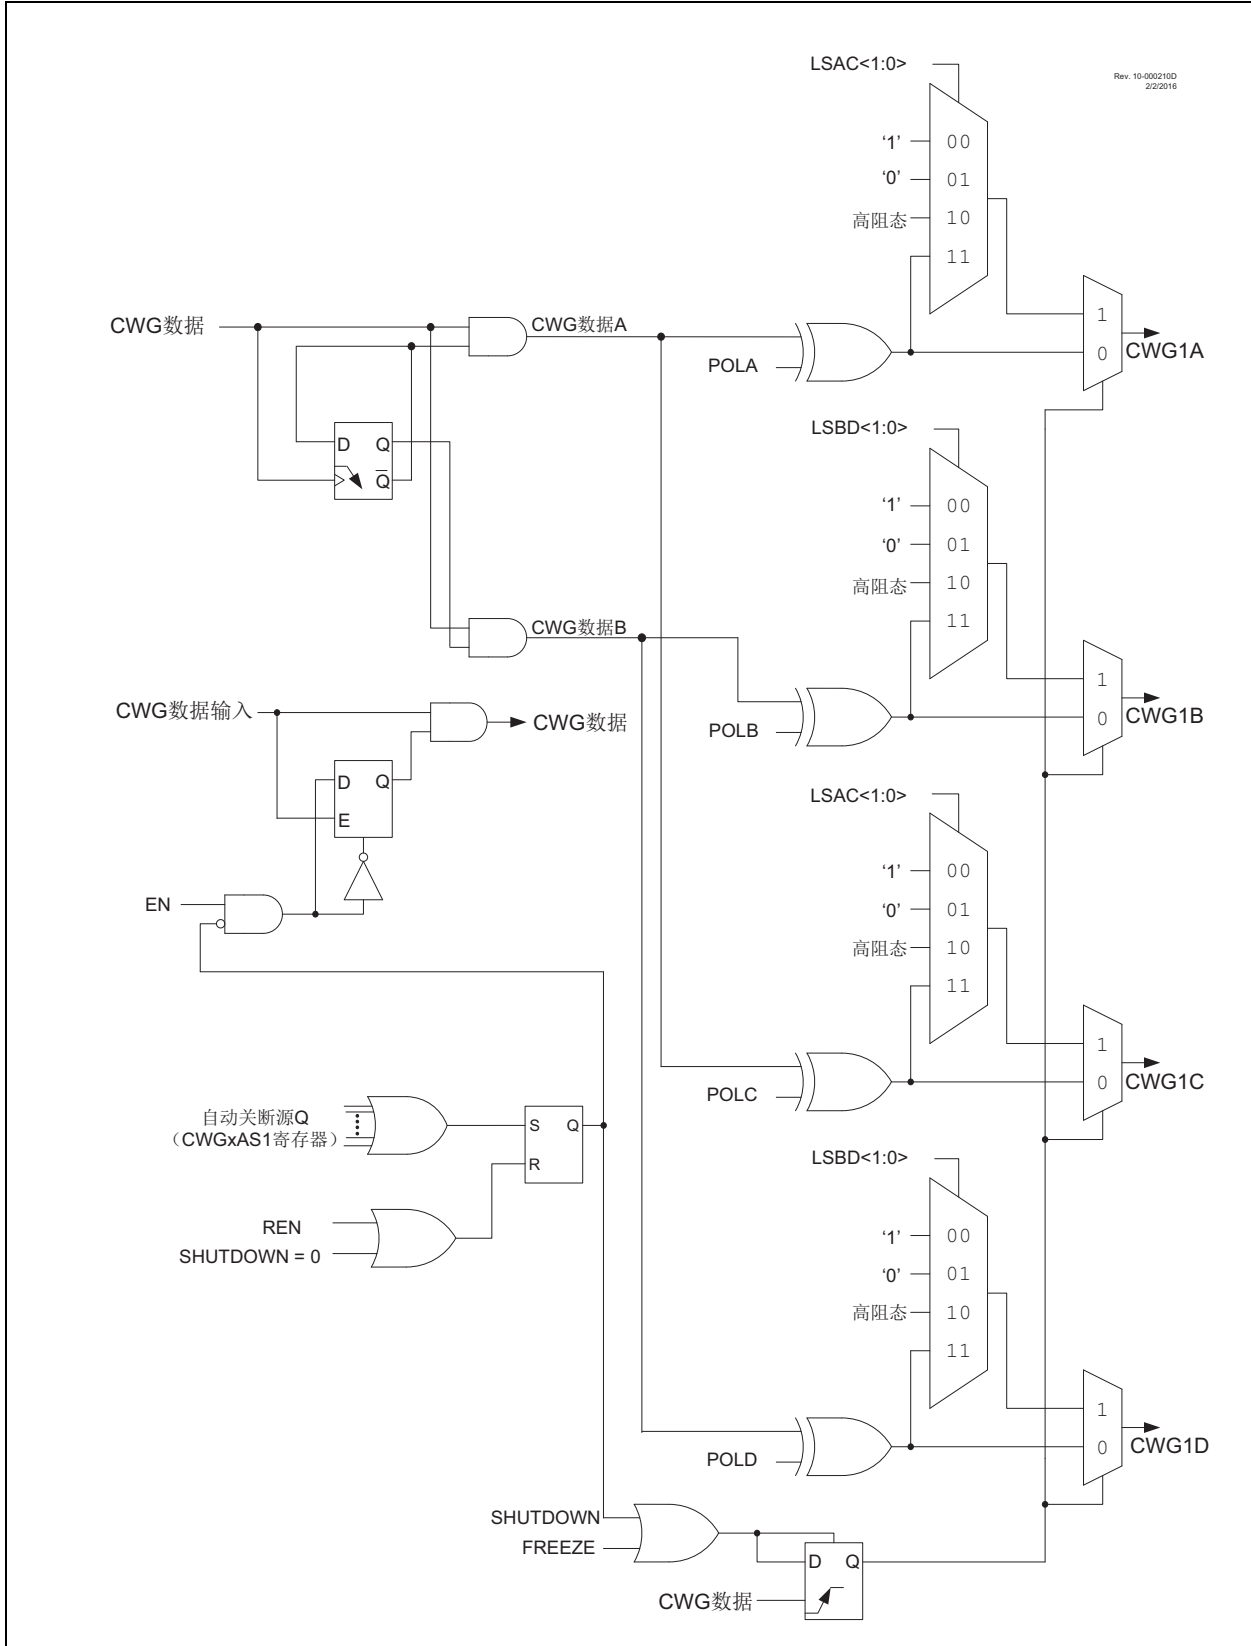 Rev. 10-000210D
2/2/2016
LSAC<1:0>
‘1’ 00
‘0’ 01
高阻态 10
11
1
0
CWG1A
CWG数据
CWG数据A
POLA
D Q
Q̅
LSBD<1:0>
‘1’ 00
‘0’ 01
高阻态 10
11
1
0
CWG1B
CWG数据B
POLB
CWG数据输入
CWG数据
D Q
E
EN
LSAC<1:0>
‘1’ 00
‘0’ 01
高阻态 10
11
1
0
CWG1C
POLC
自动关断源Q
（CWGxAS1寄存器）
S Q
R
REN
SHUTDOWN = 0
LSBD<1:0>
‘1’ 00
‘0’ 01
高阻态 10
11
1
0
CWG1D
POLD
SHUTDOWN
FREEZE
D Q
CWG数据